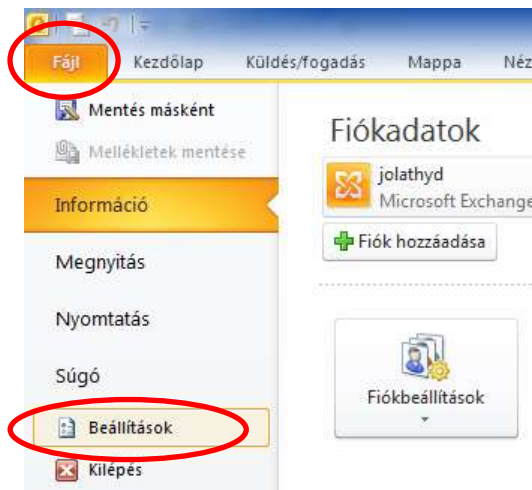 Fájl Kezdőlap Küldés/fogadás Mappa Néz
Mentés másként
Mellékletek mentése
Információ
Megnyitás
Nyomtatás
Súgó
Beállítások
Kilépés
Fiókadatok
jolathyd
Microsoft Exchange
Fiók hozzáadása
Fiókbeállítások